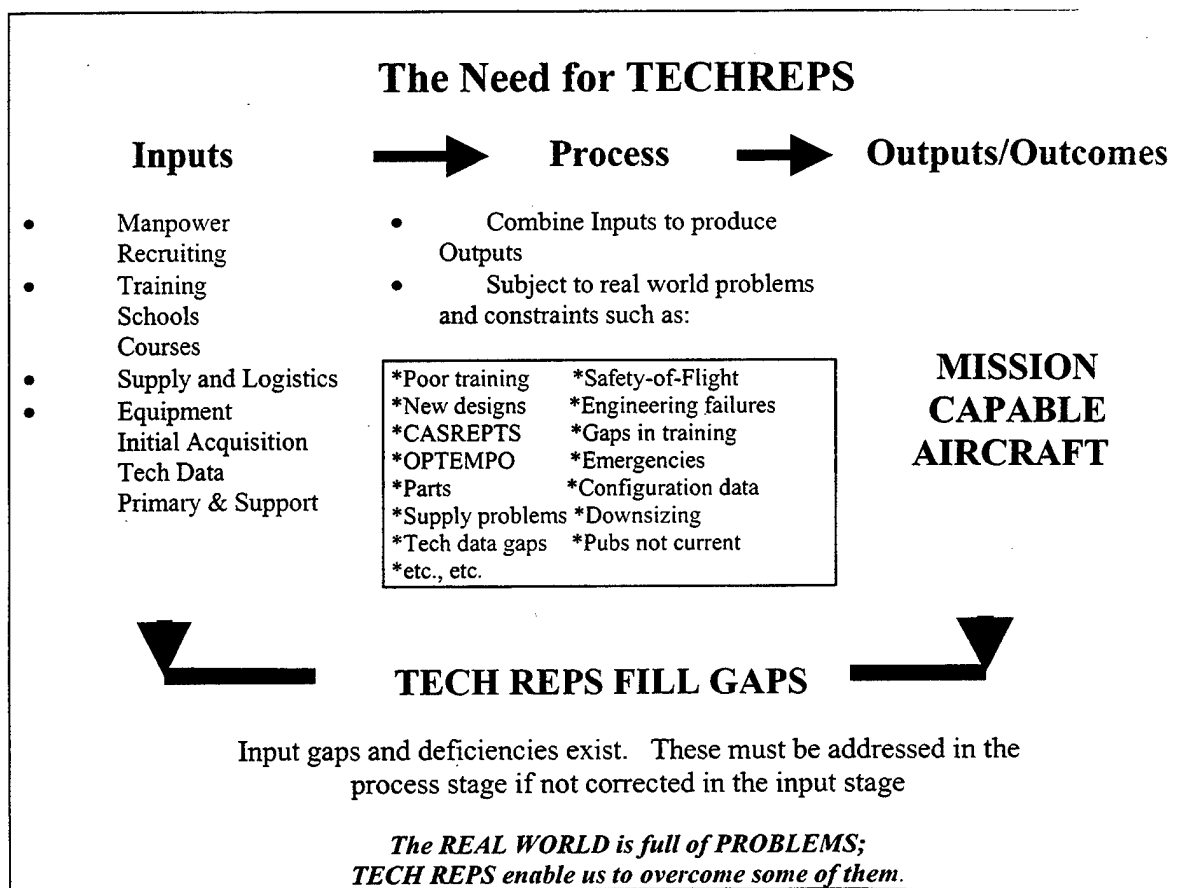 The Need for TECHREPS
Inputs
Process
Outputs/Outcomes
• Manpower
Recruiting
• Training
Schools
Courses
• Supply and Logistics
• Equipment
Initial Acquisition
Tech Data
Primary & Support
• Combine Inputs to produce
Outputs
• Subject to real world problems
and constraints such as:
*Poor training *Safety-of-Flight
*New designs *Engineering failures
*CASREPTS *Gaps in training
*OPTEMPO *Emergencies
*Parts *Configuration data
*Supply problems *Downsizing
*Tech data gaps *Pubs not current
*etc., etc.
MISSION
CAPABLE
AIRCRAFT
TECH REPS FILL GAPS
Input gaps and deficiencies exist. These must be addressed in the
process stage if not corrected in the input stage
The REAL WORLD is full of PROBLEMS;
TECH REPS enable us to overcome some of them.